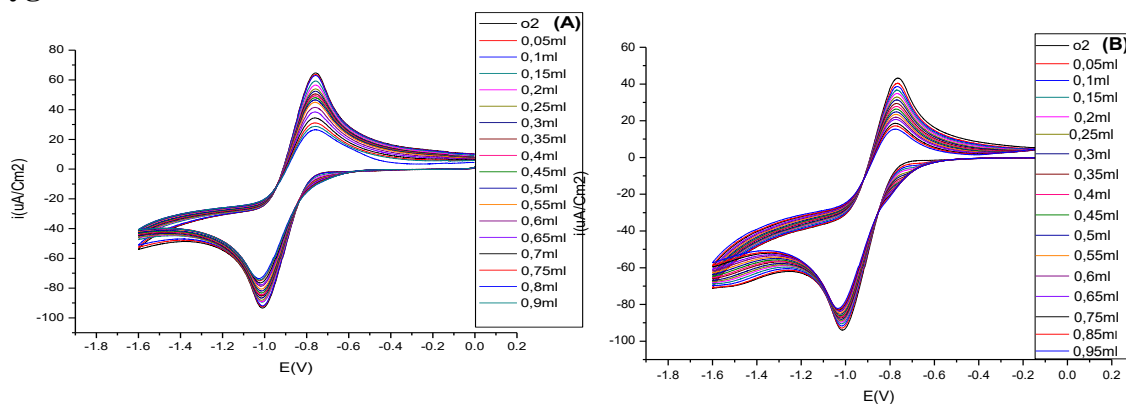 (A)
o2
0,05ml
0,1ml
0,15ml
0,2ml
0,25ml
0,3ml
0,35ml
0,4ml
0,45ml
0,5ml
0,55ml
0,6ml
0,65ml
0,7ml
0,75ml
0,8ml
0,9ml
80
60
40
20
0
-20
-40
-60
-80
-100
i(uA/Cm2)
-1.8 -1.6 -1.4 -1.2 -1.0 -0.8 -0.6 -0.4 -0.2 0.0 0.2
E(V)
(B)
o2
0,05ml
0,1ml
0,15ml
0,2ml
0,25ml
0,3ml
0,35ml
0,4ml
0,45ml
0,5ml
0,55ml
0,6ml
0,65ml
0,75ml
0,85ml
0,95ml
60
40
20
0
-20
-40
-60
-80
-100
i(uA/Cm2)
-1.8 -1.6 -1.4 -1.2 -1.0 -0.8 -0.6 -0.4 -0.2 0.0 0.2
E(V)